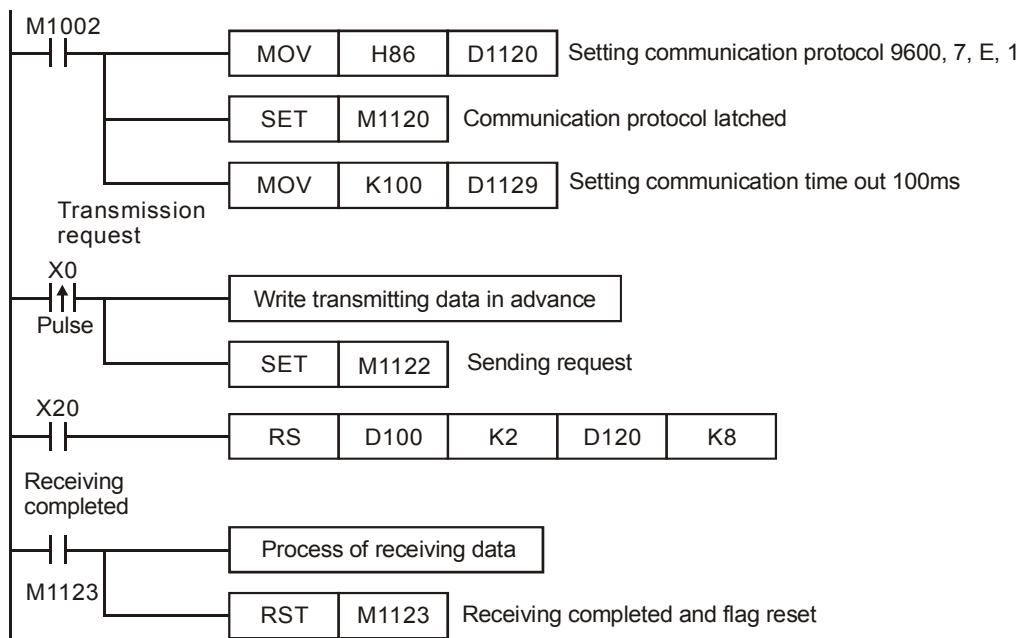 M1002
MOV H86 D1120 Setting communication protocol 9600, 7, E, 1
SET M1120 Communication protocol latched
MOV K100 D1129 Setting communication time out 100ms
Transmission
request
X0
Write transmitting data in advance
Pulse
SET M1122 Sending request
X20
RS D100 K2 D120 K8
Receiving
completed
Process of receiving data
M1123
RST M1123 Receiving completed and flag reset